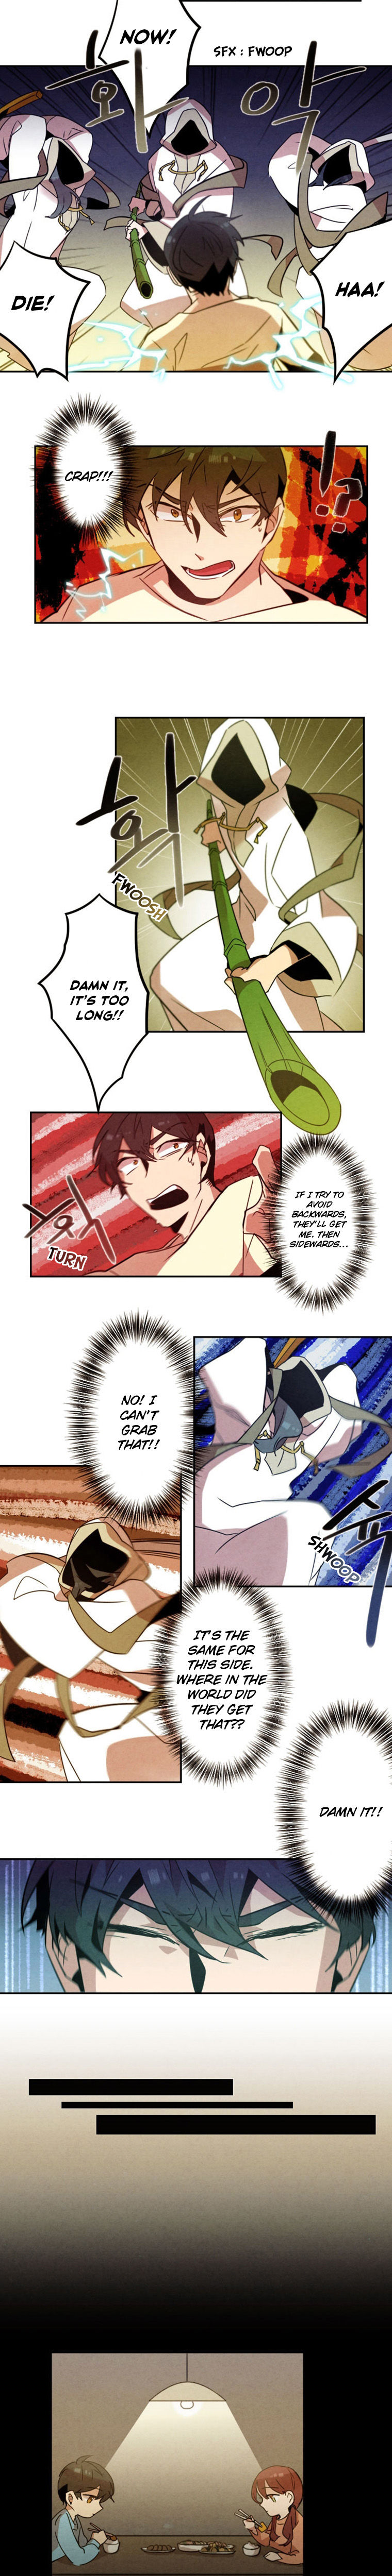 NOW!
SFX : FWOOP
화 아
DIE!
HAA!
CRAP!!!
!?
FWOOSH
DAMN IT,
IT'S TOO
LONG!!
IF I TRY TO
AVOID
BACKWARDS,
THEY'LL GET
ME. THEN
SIDEWARDS...
TURN
NO! I
CAN'T
GRAB
THAT!!
SHWOOP
IT'S THE
SAME FOR
THIS SIDE.
WHERE IN THE
WORLD DID
THEY GET
THAT??
DAMN IT!!